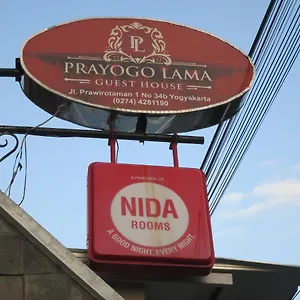 PL
PRAYOGO LAMA
GUEST HOUSE
Jl. Prawirotaman 1 No 34b Yogyakarta
(0274) 4281190
A PARTNER OF
NIDA
ROOMS
A GOOD NIGHT, EVERY NIGHT.